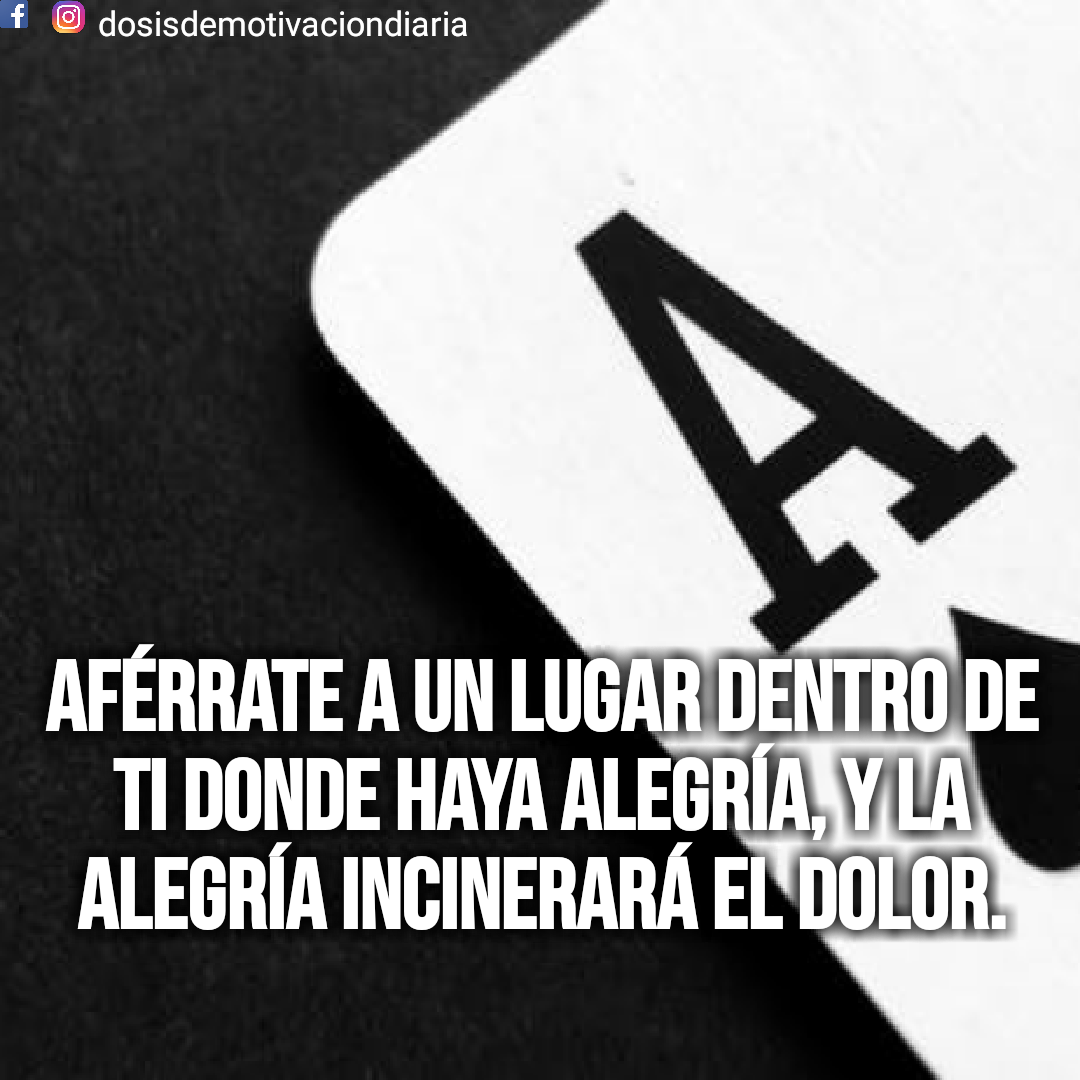 dosisdemotivaciondiaria
A
AFÉRRATE A UN LUGAR DENTRO DE
TI DONDE HAYA ALEGRÍA, Y LA
ALEGRÍA INCINERARÁ EL DOLOR.